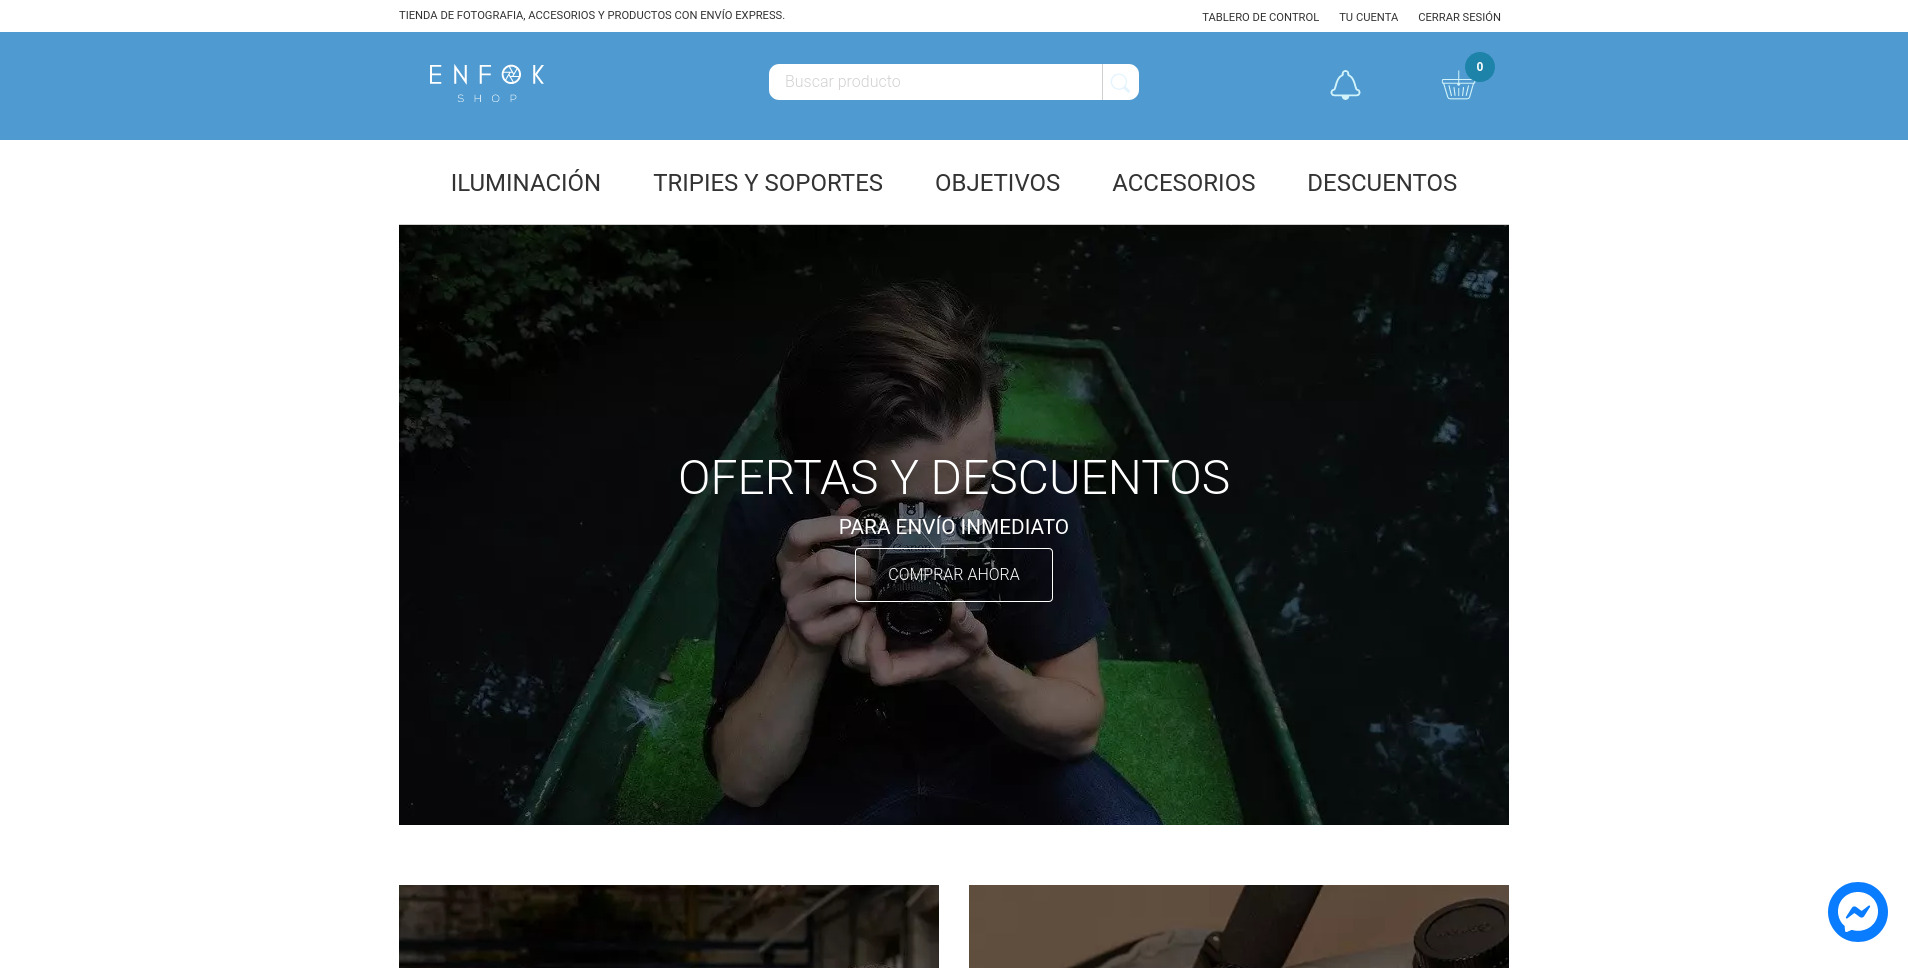 TIENDA DE FOTOGRAFIA, ACCESORIOS Y PRODUCTOS CON ENVÍO EXPRESS.
TABLERO DE CONTROL
TU CUENTA
CERRAR SESIÓN
ENFOK
SHOP
Buscar producto
0
ILUMINACIÓN
TRIPIES Y SOPORTES
OBJETIVOS
ACCESORIOS
DESCUENTOS
OFERTAS Y DESCUENTOS
PARA ENVÍO INMEDIATO
COMPRAR AHORA